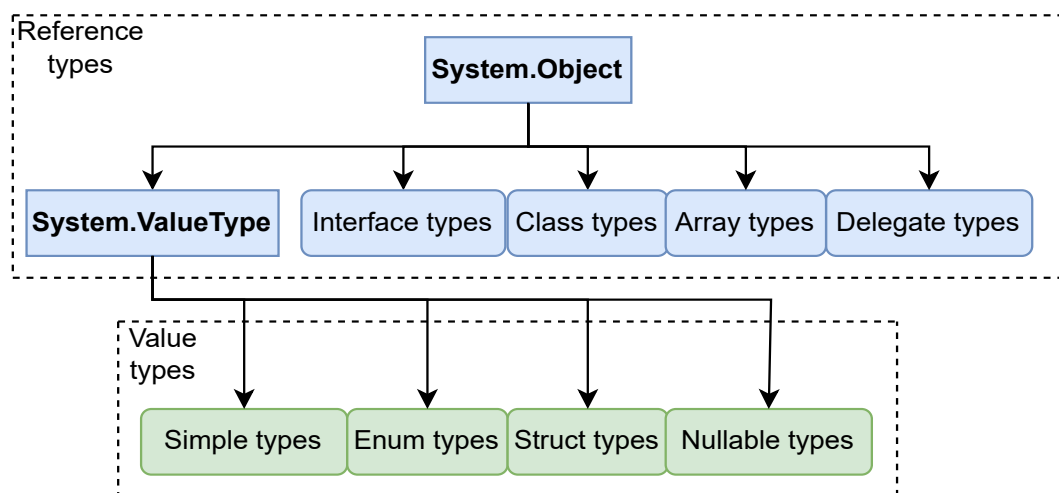 Reference
types
System.Object
System.ValueType
Interface types
Class types
Array types
Delegate types
Value
types
Simple types
Enum types
Struct types
Nullable types